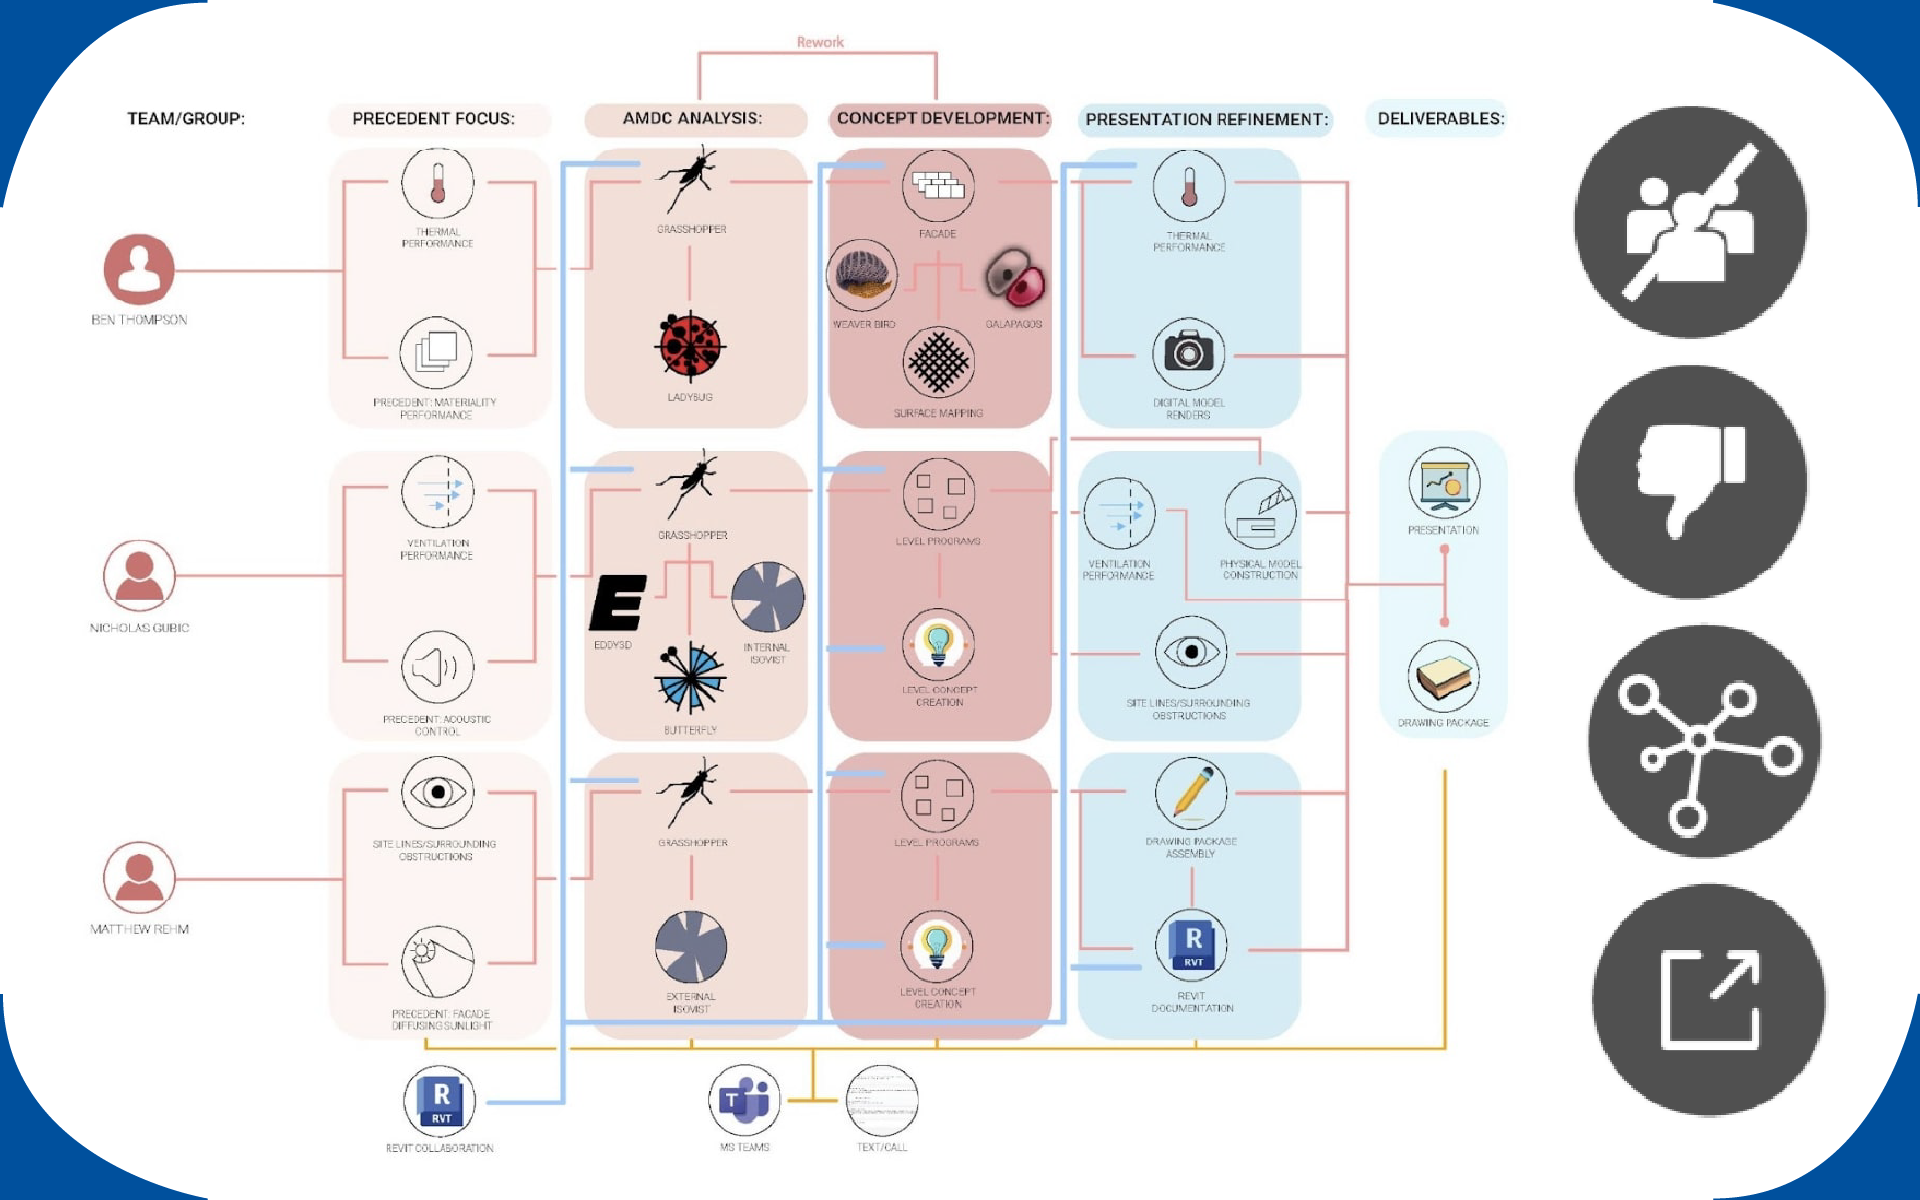 Rework
TEAM/GROUP:
PRECEDENT FOCUS:
AMDC ANALYSIS:
CONCEPT DEVELOPMENT:
PRESENTATION REFINEMENT:
DELIVERABLES:
BEN THOMPSON
THERMAL
PERFORMANCE
PRECEDENT: MATERIALITY
PERFORMANCE
GRASSHOPPER
LADYBUG
FACADE
WEAVER BIRD
GALAPAGOS
SURFACE MAPPING
THERMAL
PERFORMANCE
DIGITAL MODEL
RENDERS
NICHOLAS GUBIC
VENTILATION
PERFORMANCE
PRECEDENT: ACOUSTIC
CONTROL
GRASSHOPPER
E
EDDY3D
INTERNAL
ISOVIST
BUTTERFLY
LEVEL PROGRAMS
LEVEL CONCEPT
CREATION
VENTILATION
PERFORMANCE
PHYSICAL MODEL
CONSTRUCTION
SITE LINES/SURROUNDING
OBSTRUCTIONS
PRESENTATION
DRAWING PACKAGE
MATTHEW REHM
SITE LINES/SURROUNDING
OBSTRUCTIONS
PRECEDENT: FACADE
DIFFUSING SUNLIGHT
GRASSHOPPER
EXTERNAL
ISOVIST
LEVEL PROGRAMS
LEVEL CONCEPT
CREATION
DRAWING PACKAGE
ASSEMBLY
R
RVT
REVIT
DOCUMENTATION
R
RVT
REVIT COLLABORATION
T
MS TEAMS
TEXT/CALL